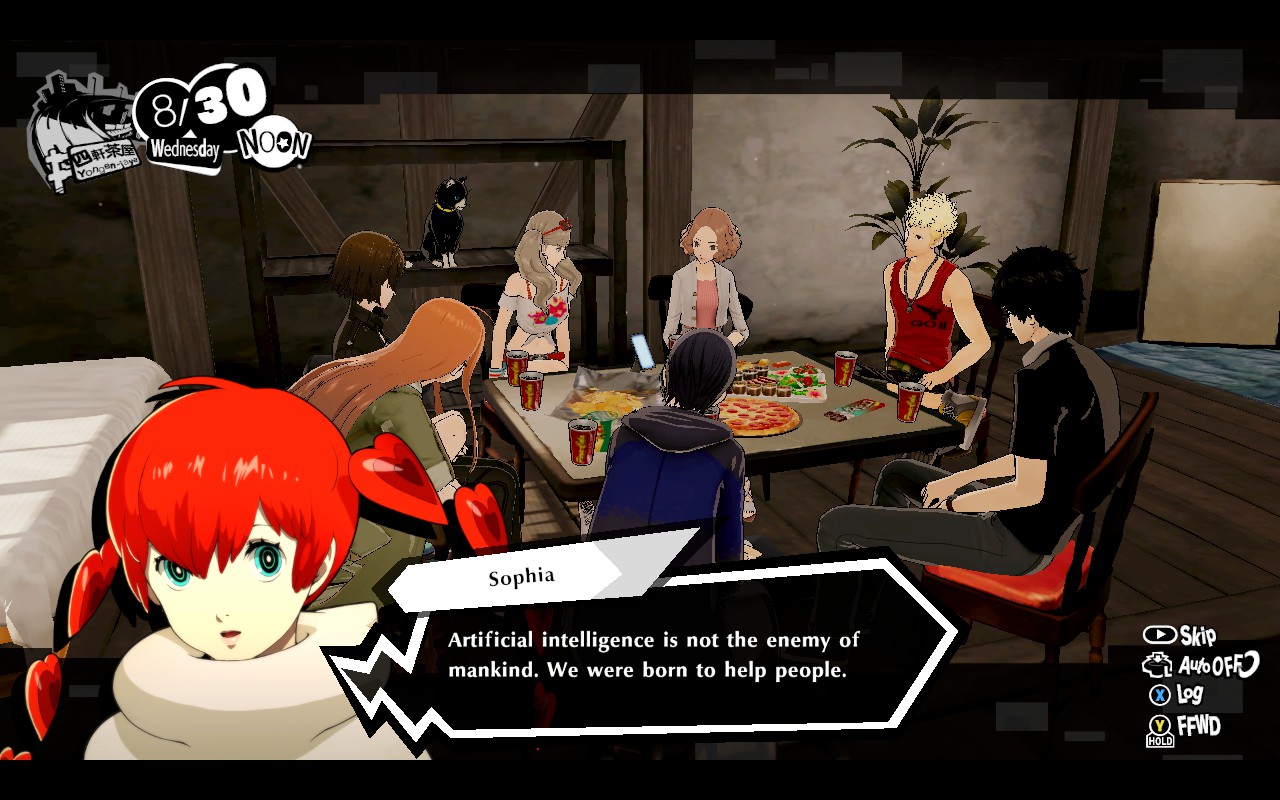 8/30
Wednesday
NOON
四軒茶屋
Yongen-jaya
Sophia
Artificial intelligence is not the enemy of
mankind. We were born to help people.
Skip
Auto OFF
X Log
Y FFWD
HOLD